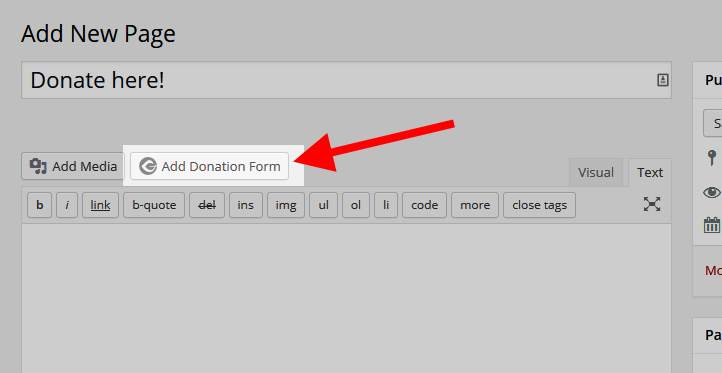 Add New Page
Donate here!
Pu
S
Add Media Add Donation Form
Visual Text
b i link b-quote del ins img ul ol li code more close tags
Mo
Pa